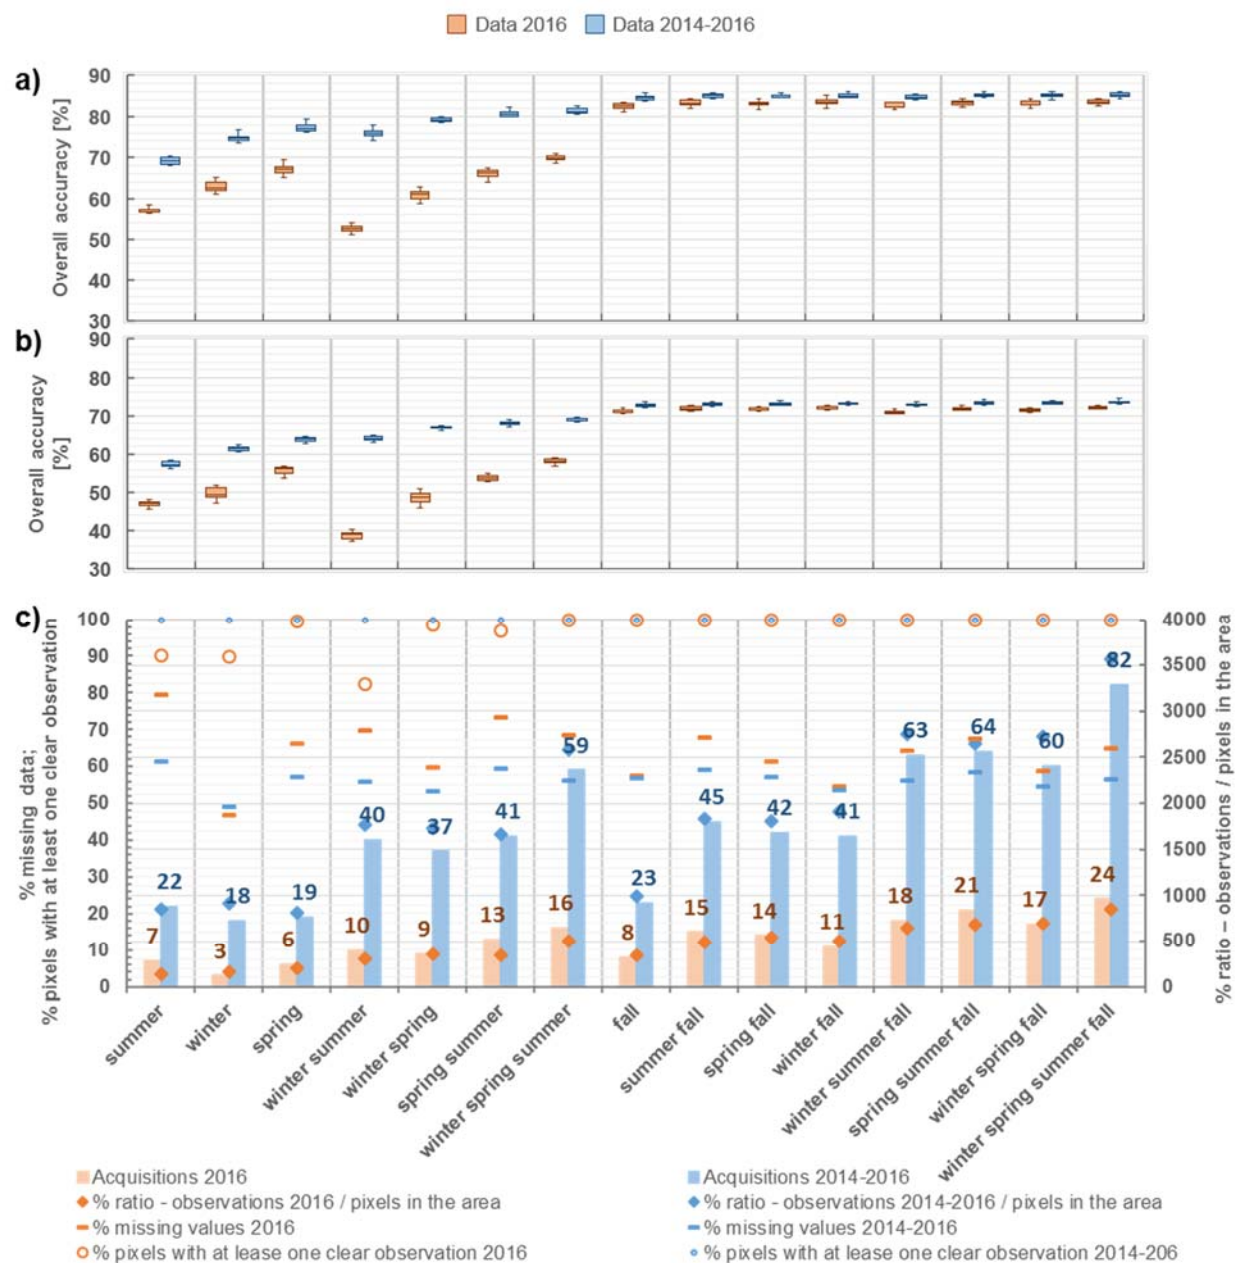 Data 2016 Data 2014-2016
a)
Overall accuracy [%]
90
80
70
60
50
40
30
b)
Overall accuracy
[%]
90
80
70
60
50
40
30
c)
% missing data;
% pixels with at least one clear observation
100
90
80
70
60
50
40
30
20
10
0
7 22
3 18
6 19
10 40
9 37
13 41
16 59
8 23
15 45
14 42
11 41
18 63
21 64
17 60
24 82
4000
3500
3000
2500
2000
1500
1000
500
0
% ratio – observations / pixels in the area
summer
winter
spring
winter summer
winter spring
spring summer
winter spring summer
fall
summer fall
spring fall
winter fall
winter summer fall
spring summer fall
winter spring fall
winter spring summer fall
Acquisitions 2016
% ratio - observations 2016 / pixels in the area
% missing values 2016
% pixels with at lease one clear observation 2016
Acquisitions 2014-2016
% ratio - observations 2014-2016 / pixels in the area
% missing values 2014-2016
% pixels with at lease one clear observation 2014-206